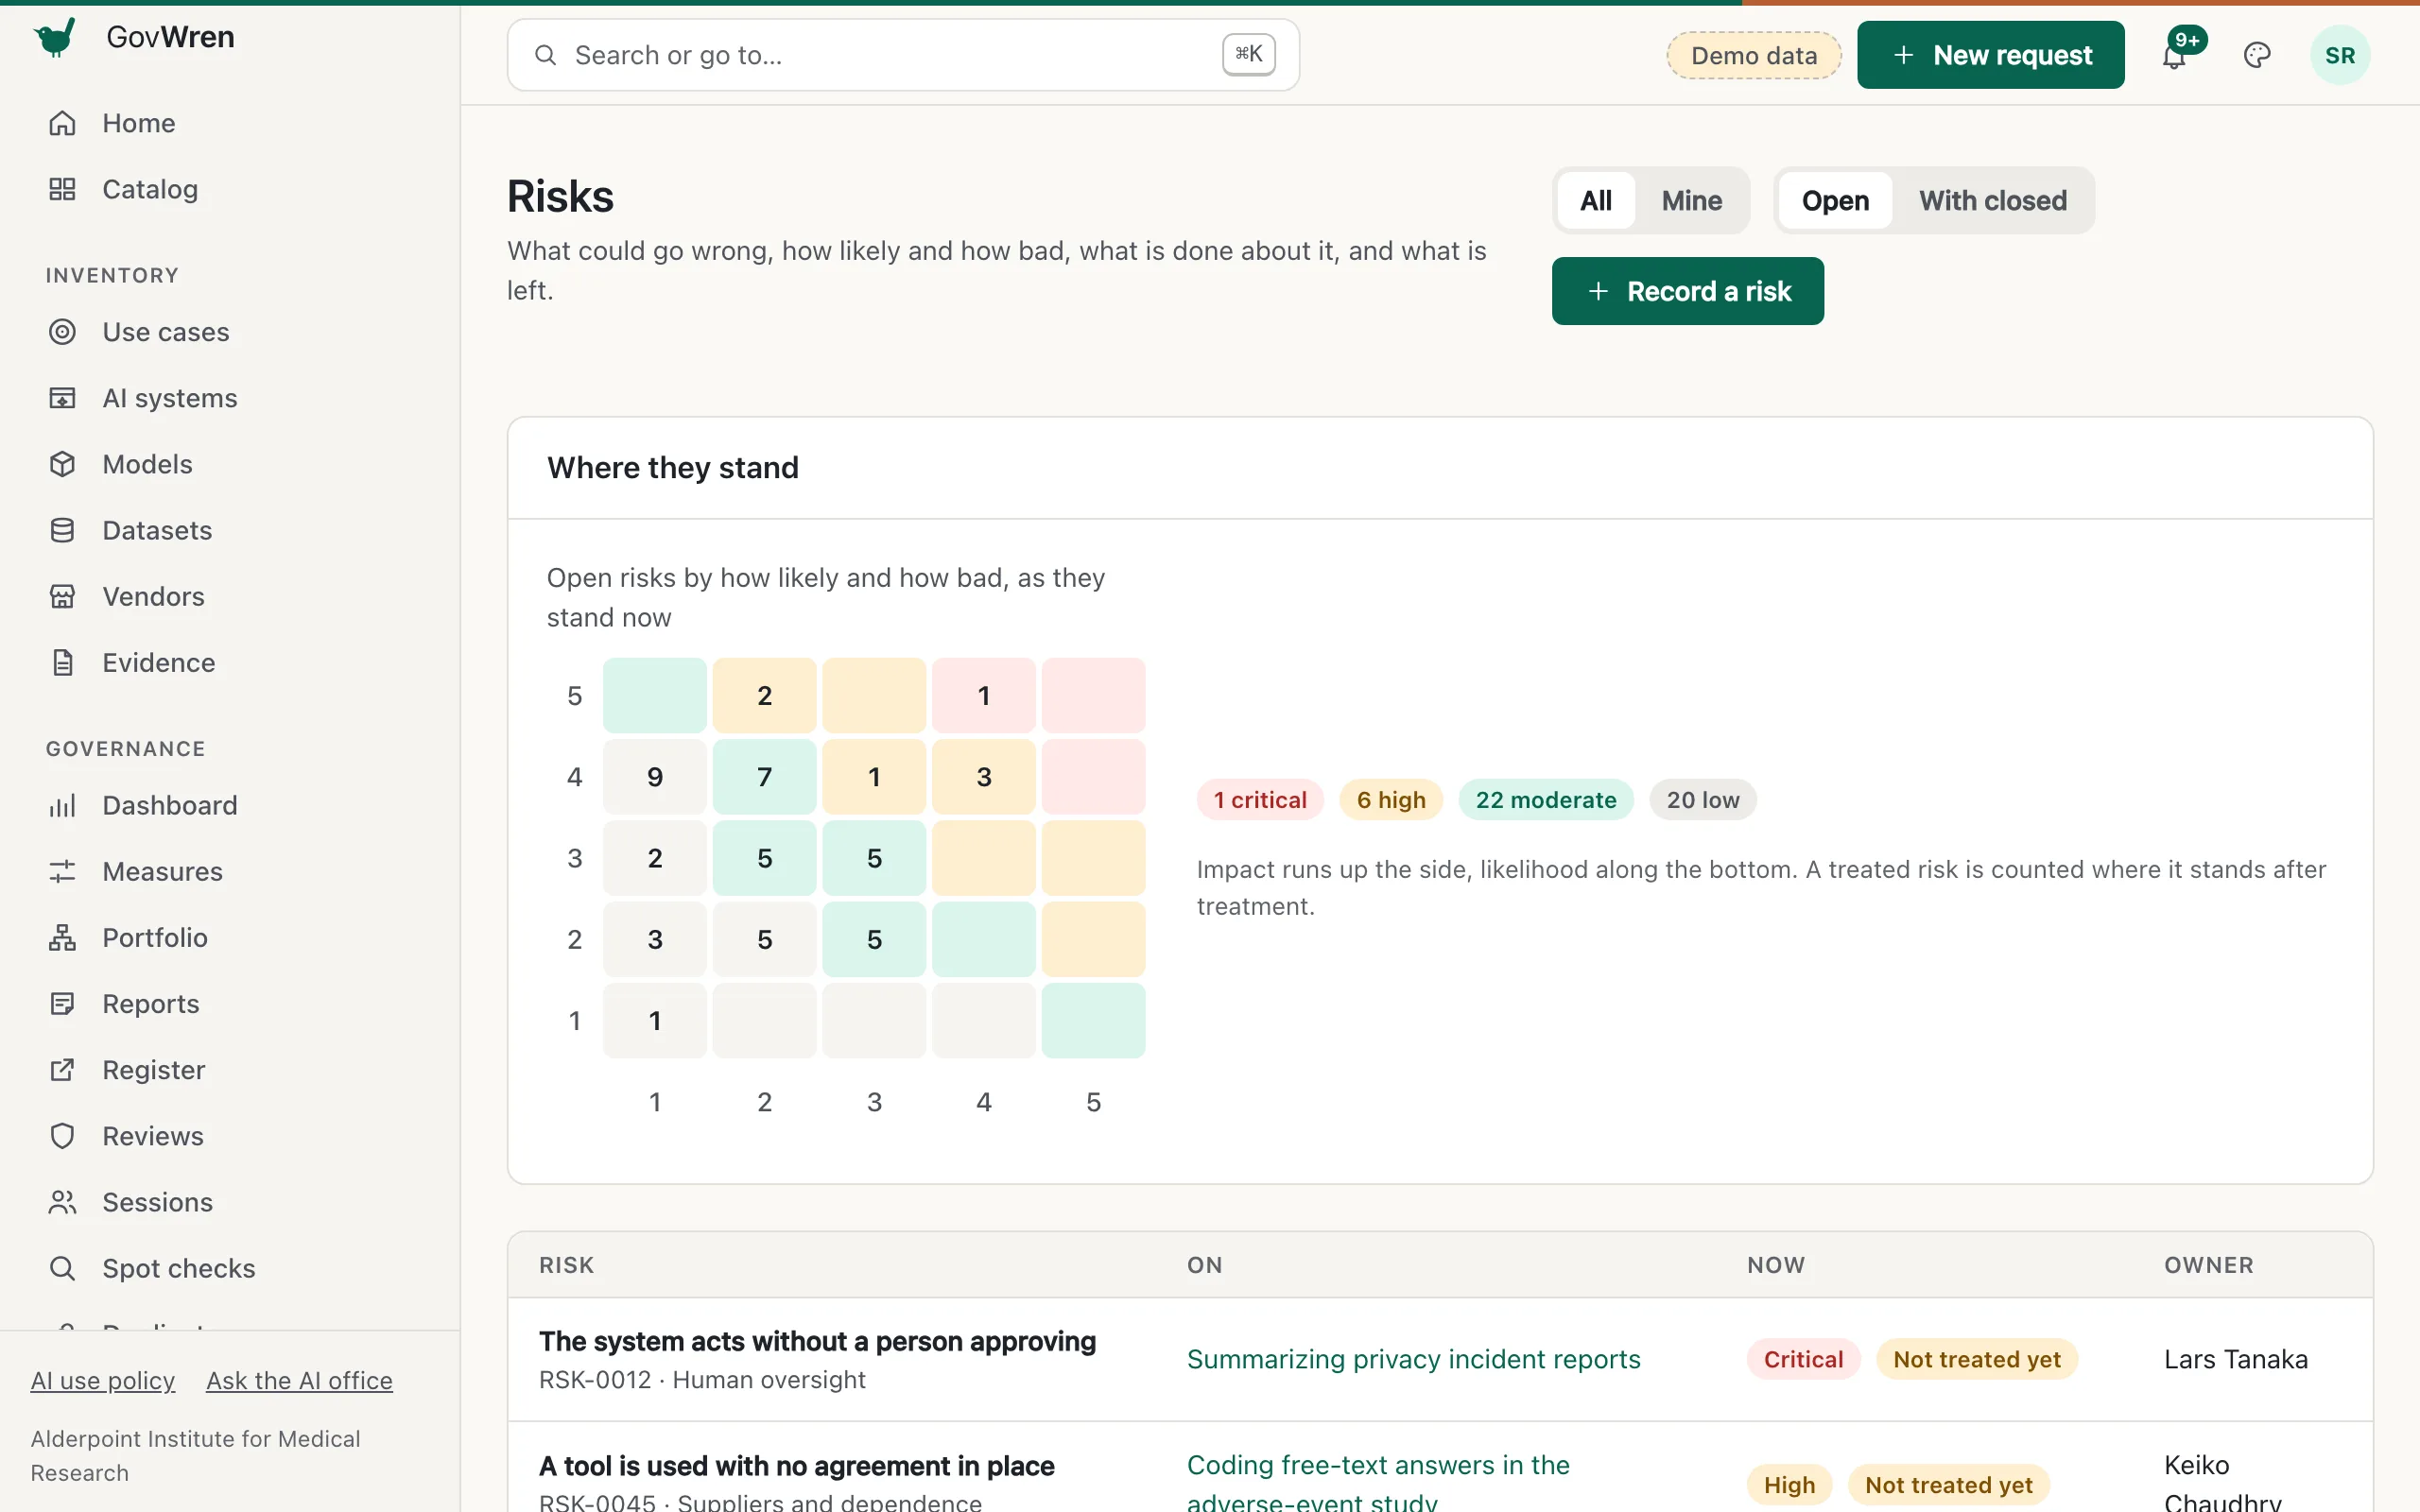 GovWren
Search or go to...
⌘K
Demo data
+ New request
9+
SR
Home
Catalog
INVENTORY
Use cases
AI systems
Models
Datasets
Vendors
Evidence
GOVERNANCE
Dashboard
Measures
Portfolio
Reports
Register
Reviews
Sessions
Spot checks
AI use policy
Ask the AI office
Alderpoint Institute for Medical
Research
Risks
What could go wrong, how likely and how bad, what is done about it, and what is
left.
All
Mine
Open
With closed
+ Record a risk
Where they stand
Open risks by how likely and how bad, as they
stand now
5 2 1
4 9 7 1 3
3 2 5 5
2 3 5 5
1 1
1 2 3 4 5
1 critical
6 high
22 moderate
20 low
Impact runs up the side, likelihood along the bottom. A treated risk is counted where it stands after
treatment.
RISK ON NOW OWNER
The system acts without a person approving
RSK-0012 · Human oversight
Summarizing privacy incident reports
Critical
Not treated yet
Lars Tanaka
A tool is used with no agreement in place
RSK-0045 · Suppliers and dependence
Coding free-text answers in the
adverse-event study
High
Not treated yet
Keiko
Chaudhry